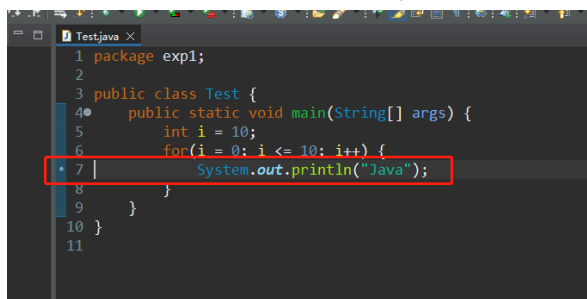 Test.java
1 package exp1;
2
3 public class Test {
4 public static void main(String[] args) {
5 int i = 10;
6 for(i = 0; i <= 10; i++) {
7 System.out.println("Java");
8 }
9 }
10 }
11